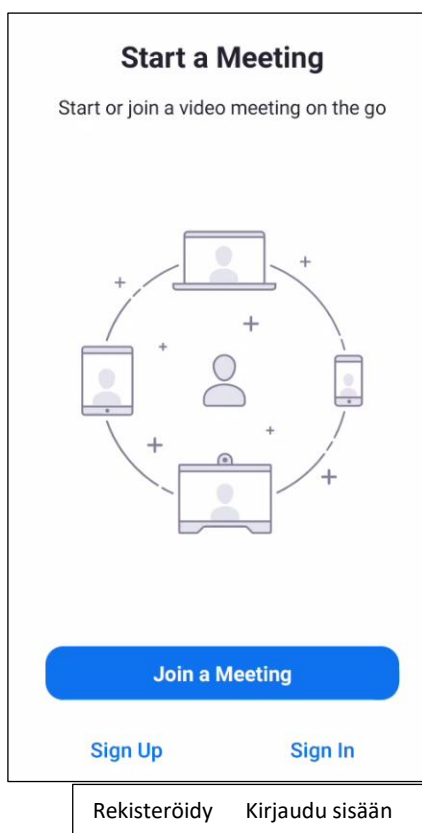 Start a Meeting
Start or join a video meeting on the go
Join a Meeting
Sign Up Sign In
Rekisteröidy Kirjaudu sisään